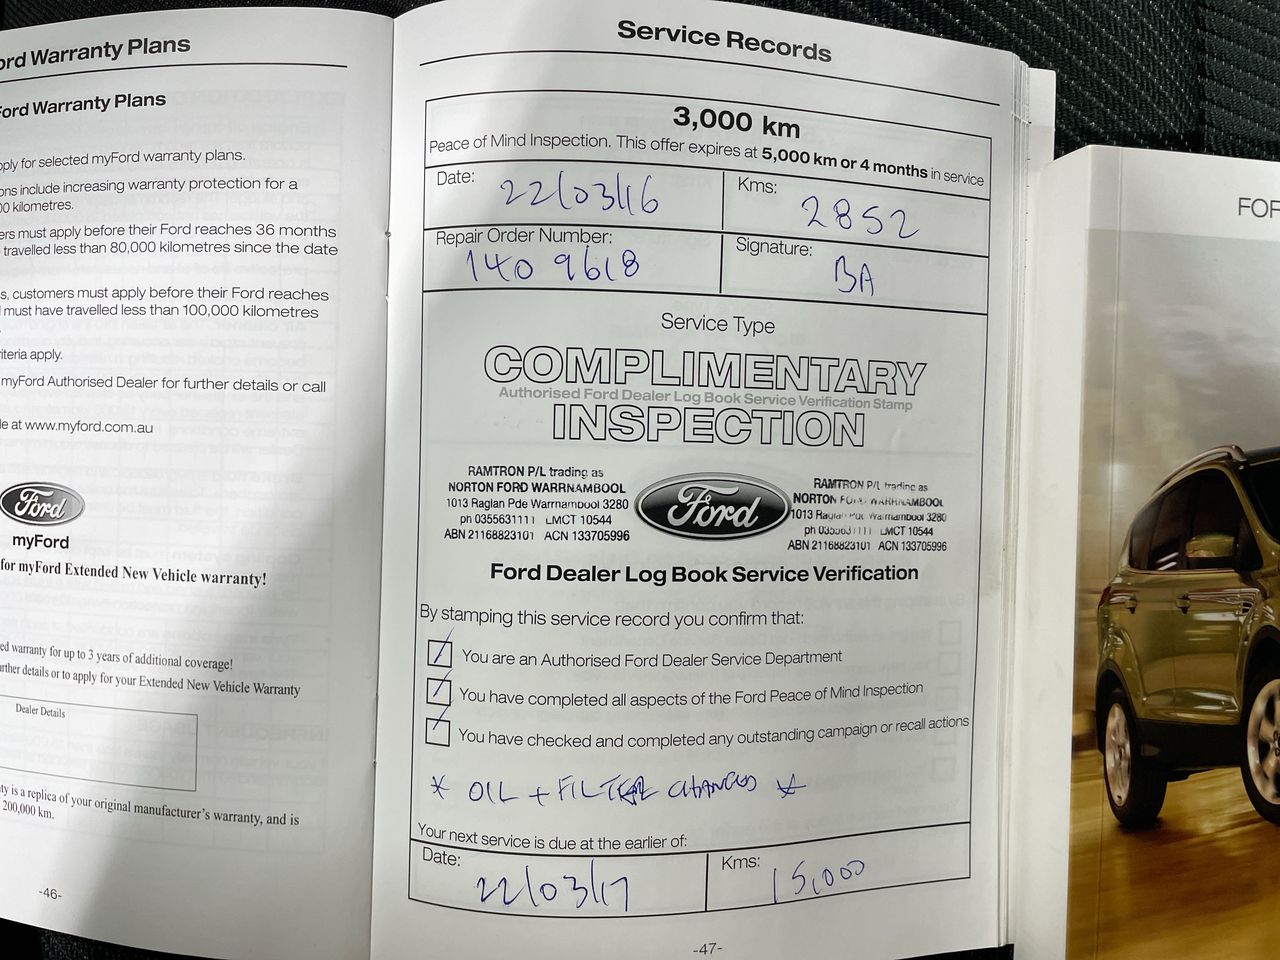 ord Warranty Plans
Ford Warranty Plans
pply for selected myFord warranty plans.
ons include increasing warranty protection for a
00 kilometres.
ers must apply before their Ford reaches 36 months
travelled less than 80,000 kilometres since the date
s, customers must apply before their Ford reaches
must have travelled less than 100,000 kilometres
riteria apply.
myFord Authorised Dealer for further details or call
le at www.myford.com.au
Ford
myFord
for myFord Extended New Vehicle warranty!
ed warranty for up to 3 years of additional coverage!
rther details or to apply for your Extended New Vehicle Warranty
Dealer Details
ty is a replica of your original manufacturer's warranty, and is
200,000 km.
-46-
Service Records
3,000 km
Peace of Mind Inspection. This offer expires at 5,000 km or 4 months in service
Date: 22/03/16
Kms: 2852
Repair Order Number: 140 9618
Signature: BA
Service Type
COMPLIMENTARY
Authorised Ford Dealer Log Book Service Verification Stamp
INSPECTION
RAMTRON P/L trading as
NORTON FORD WARRNAMBOOL
1013 Raglan Pde Warrnambool 3280
ph 0355631111 LMCT 10544
ABN 21168823101 ACN 133705996
Ford
RAMTRON P/L trading as
NORTON FORD WARRNAMBOOL
1013 Raglan Pde Warrnambool 3280
ph 0355631111 LMCT 10544
ABN 21168823101 ACN 133705996
Ford Dealer Log Book Service Verification
By stamping this service record you confirm that:
You are an Authorised Ford Dealer Service Department
You have completed all aspects of the Ford Peace of Mind Inspection
You have checked and completed any outstanding campaign or recall actions
* OIL + FILTER CHANGED *
Your next service is due at the earlier of:
Date: 22/03/17
Kms: 15,000
-47-
FOR